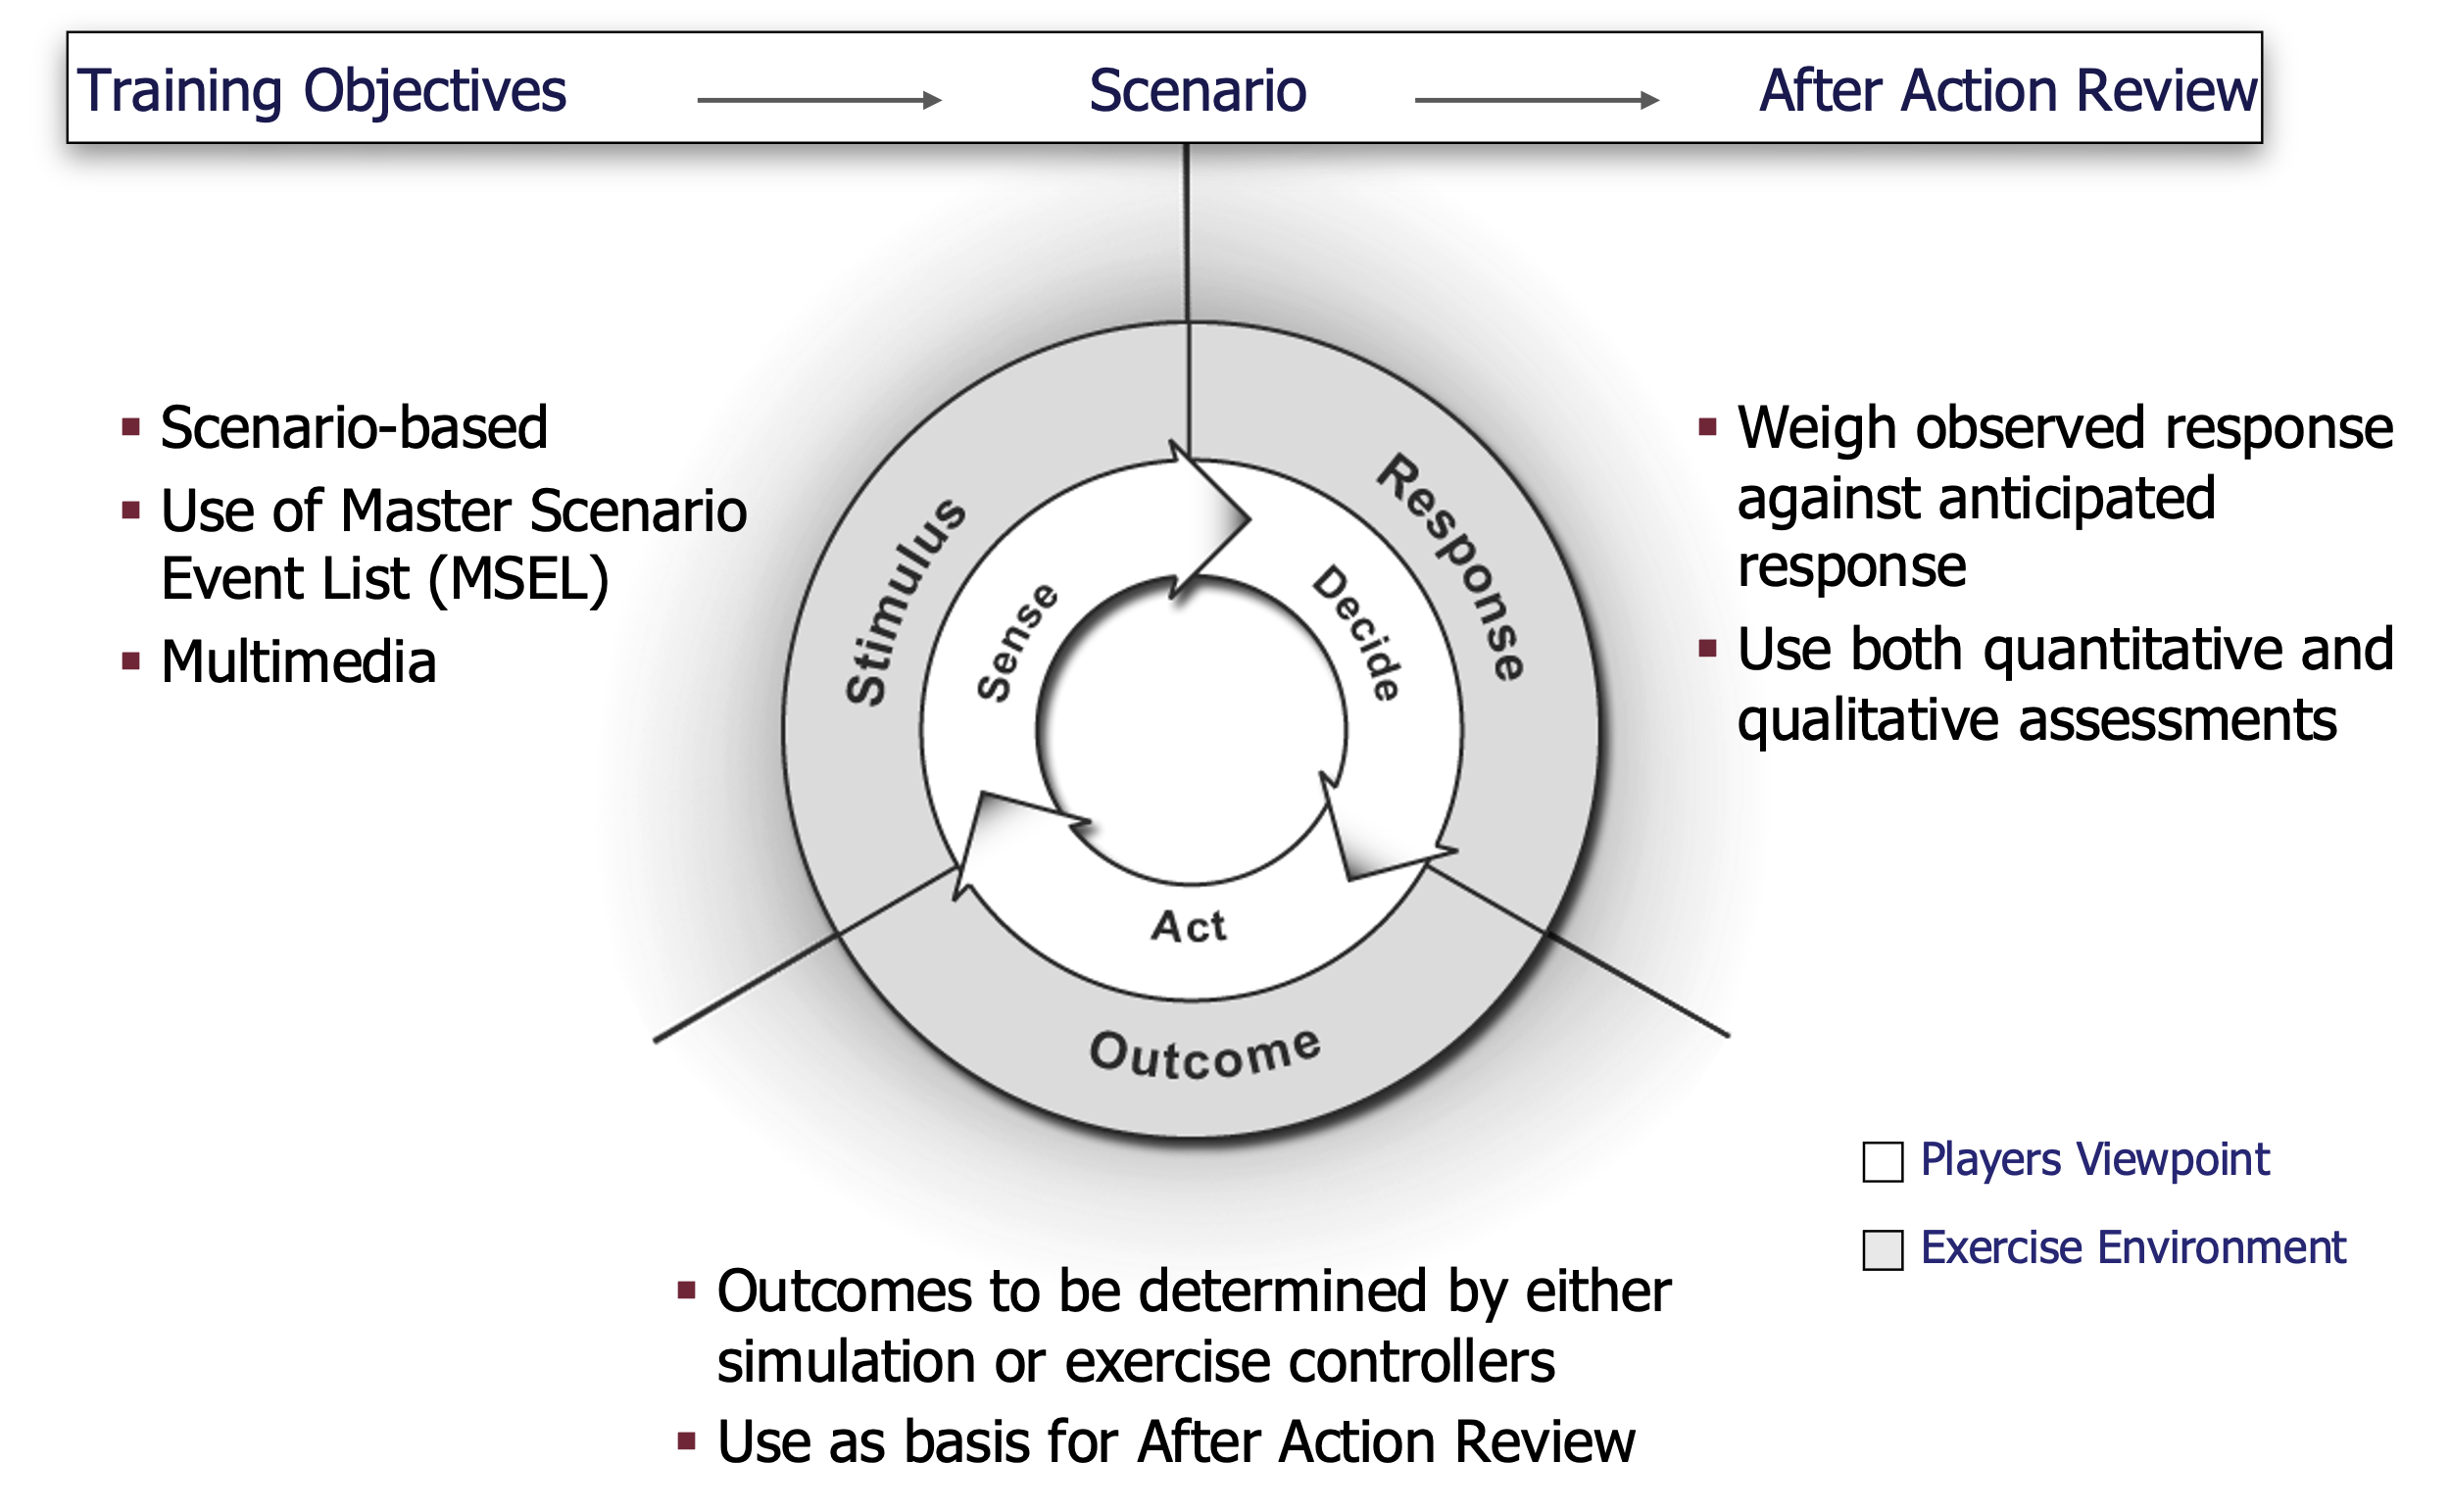 Training Objectives
Scenario
After Action Review
Scenario-based
Use of Master Scenario
Event List (MSEL)
Multimedia
Stimulus
Response
Sense
Decide
Act
Outcome
Weigh observed response
against anticipated
response
Use both quantitative and
qualitative assessments
Players Viewpoint
Exercise Environment
Outcomes to be determined by either
simulation or exercise controllers
Use as basis for After Action Review